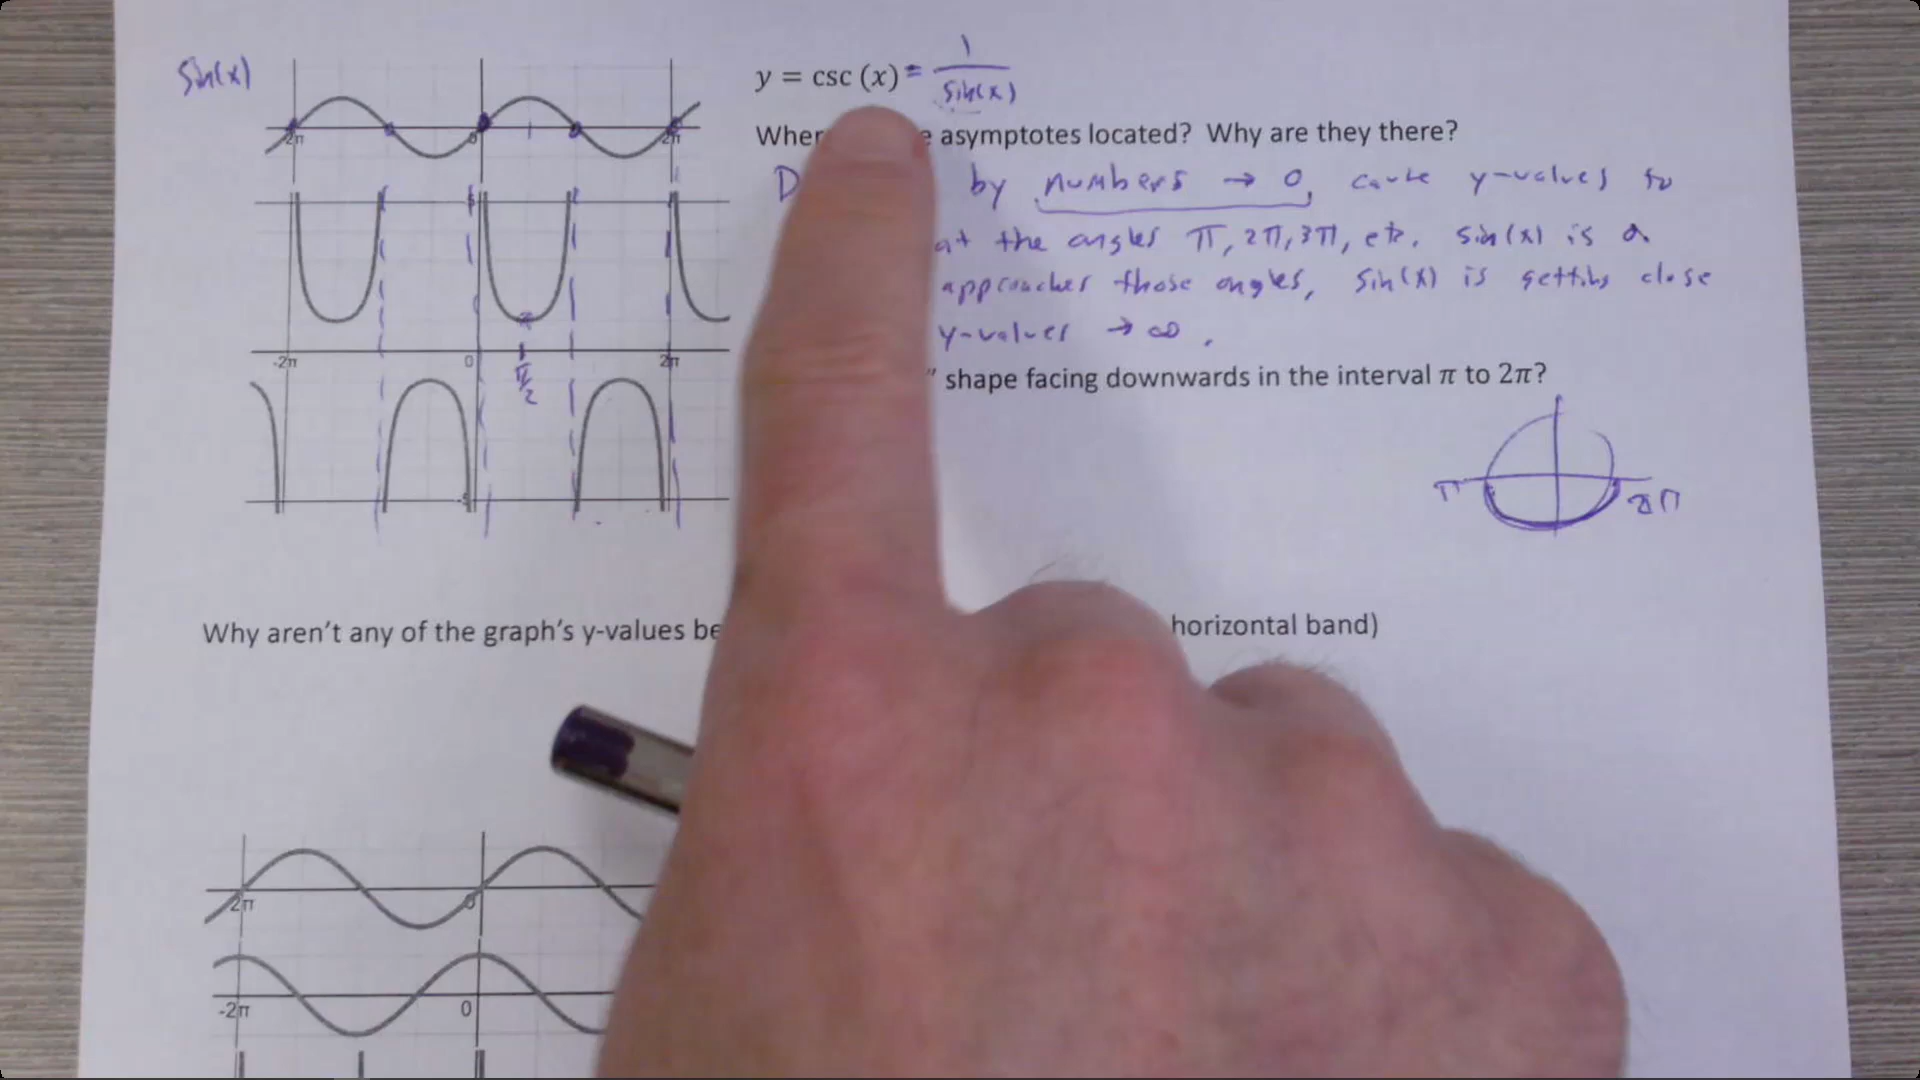 sin(x)
y = csc (x) = 1/sin(x)
asymptotes located? Why are they there?
by numbers → 0, cause y-values to
at the angles π, 2π, 3π, etc. sin(x) is 0.
approaches those angles, sin(x) is getting close
y-values → ∞.
" shape facing downwards in the interval π to 2π?
2π 0 2π
5
-2π 0 π/2 2π
-5
π 2π
Why aren't any of the graph's y-values
horizontal band)
2π 0
-2π 0